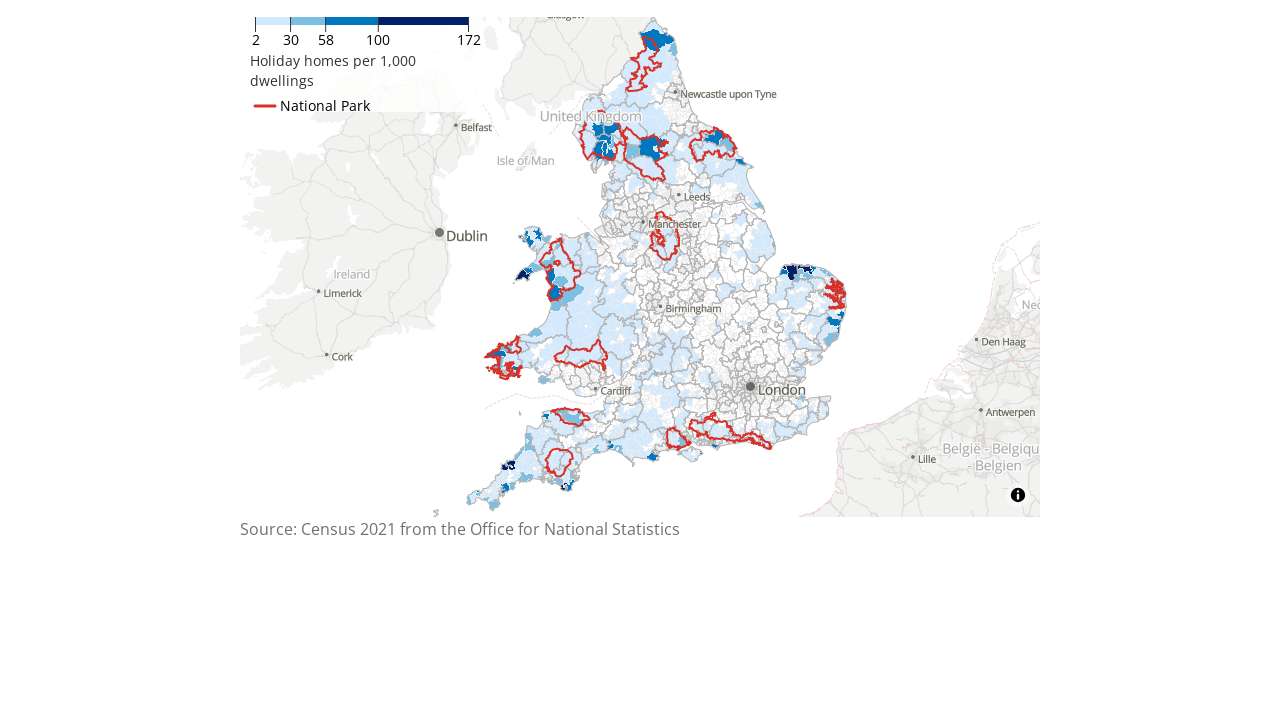 Glasgow
2 30 58 100 172
Holiday homes per 1,000
dwellings
National Park
Newcastle upon Tyne
United Kingdom
Belfast
Isle of Man
Leeds
Manchester
Dublin
Ireland
Limerick
Birmingham
Den Haag
Cork
Cardiff
London
Antwerpen
België - Belgique
- Belgien
Lille
Source: Census 2021 from the Office for National Statistics